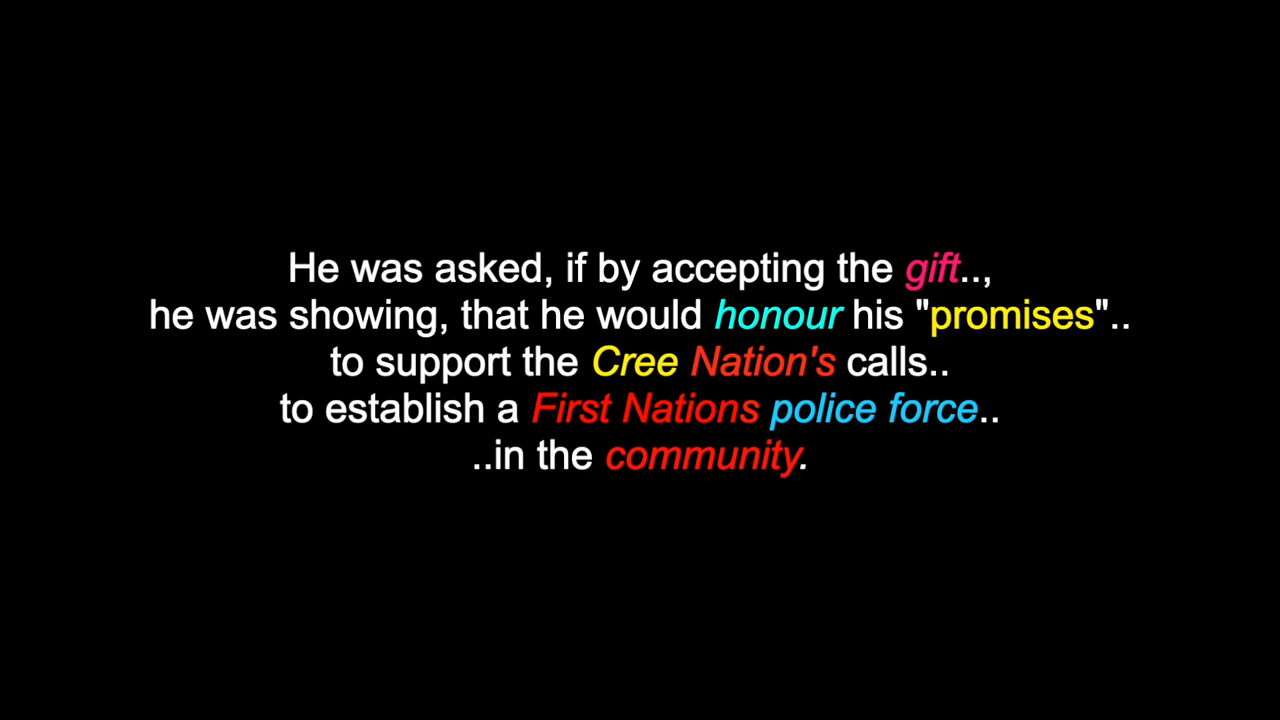 He was asked, if by accepting the gift..,
he was showing, that he would honour his "promises"..
to support the Cree Nation's calls..
to establish a First Nations police force..
..in the community.